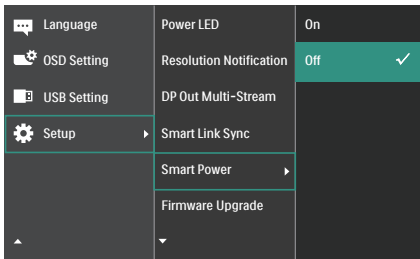 Language
OSD Setting
USB Setting
Setup
Power LED
Resolution Notification
DP Out Multi-Stream
Smart Link Sync
Smart Power
Firmware Upgrade
On
Off